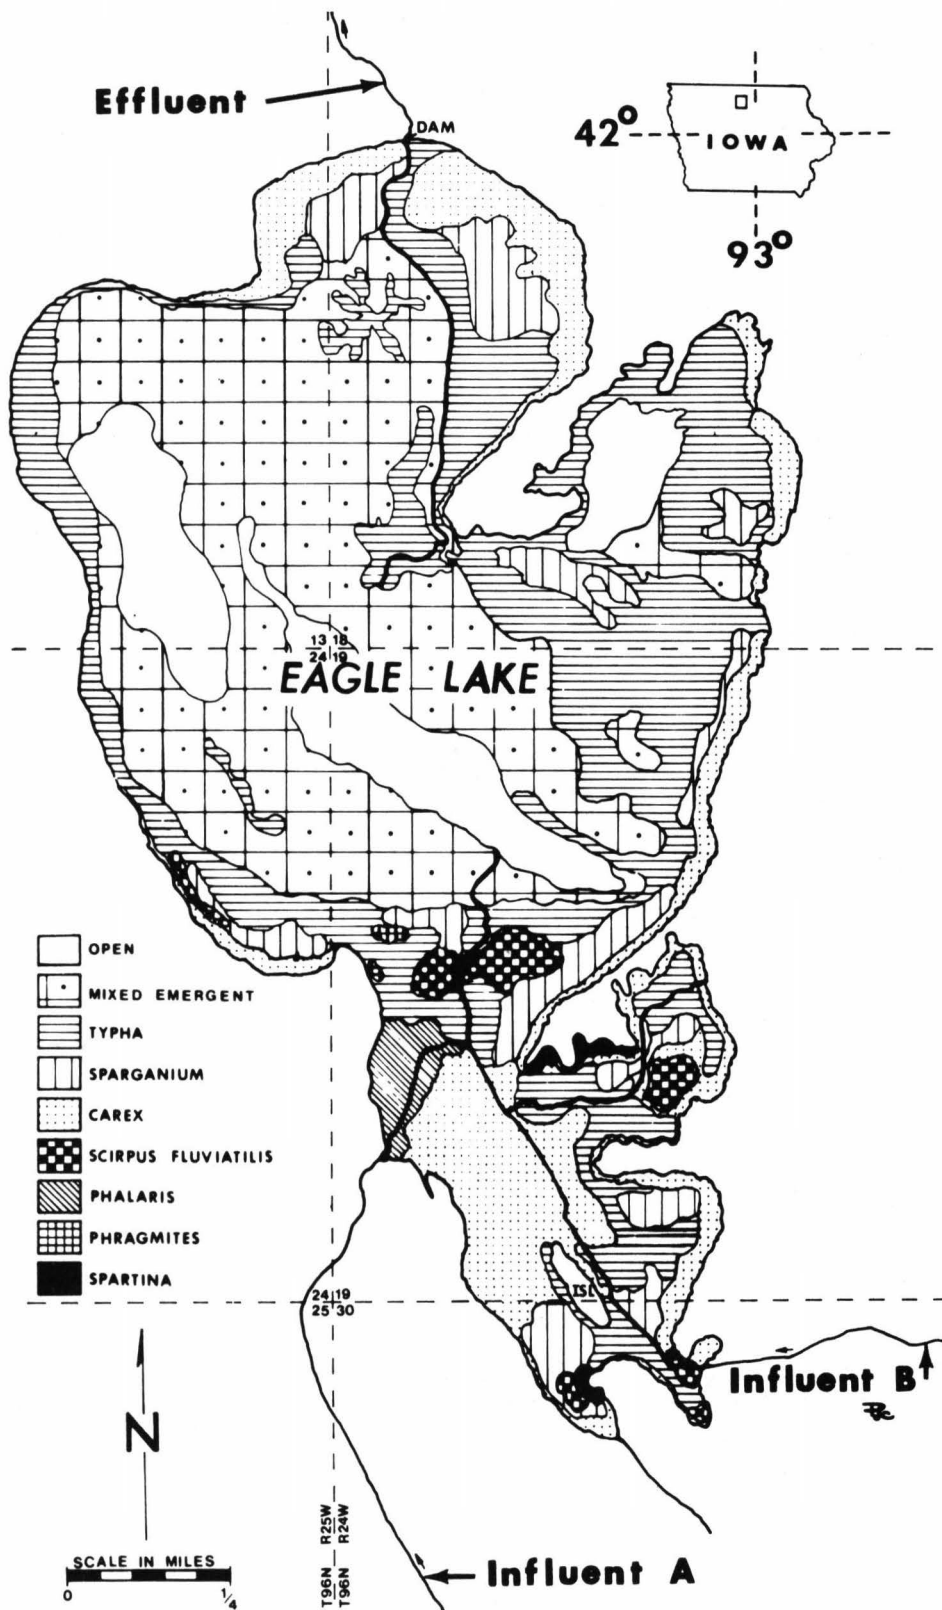 Effluent
DAM
42°
IOWA
93°
13 18
24 19
EAGLE LAKE
OPEN
MIXED EMERGENT
TYPHA
SPARGANIUM
CAREX
SCIRPUS FLUVIATILIS
PHALARIS
PHRAGMITES
SPARTINA
ISL
24 19
25 30
Influent B
N
R25W
R24W
T96N
T96N
SCALE IN MILES
0
1/4
Influent A